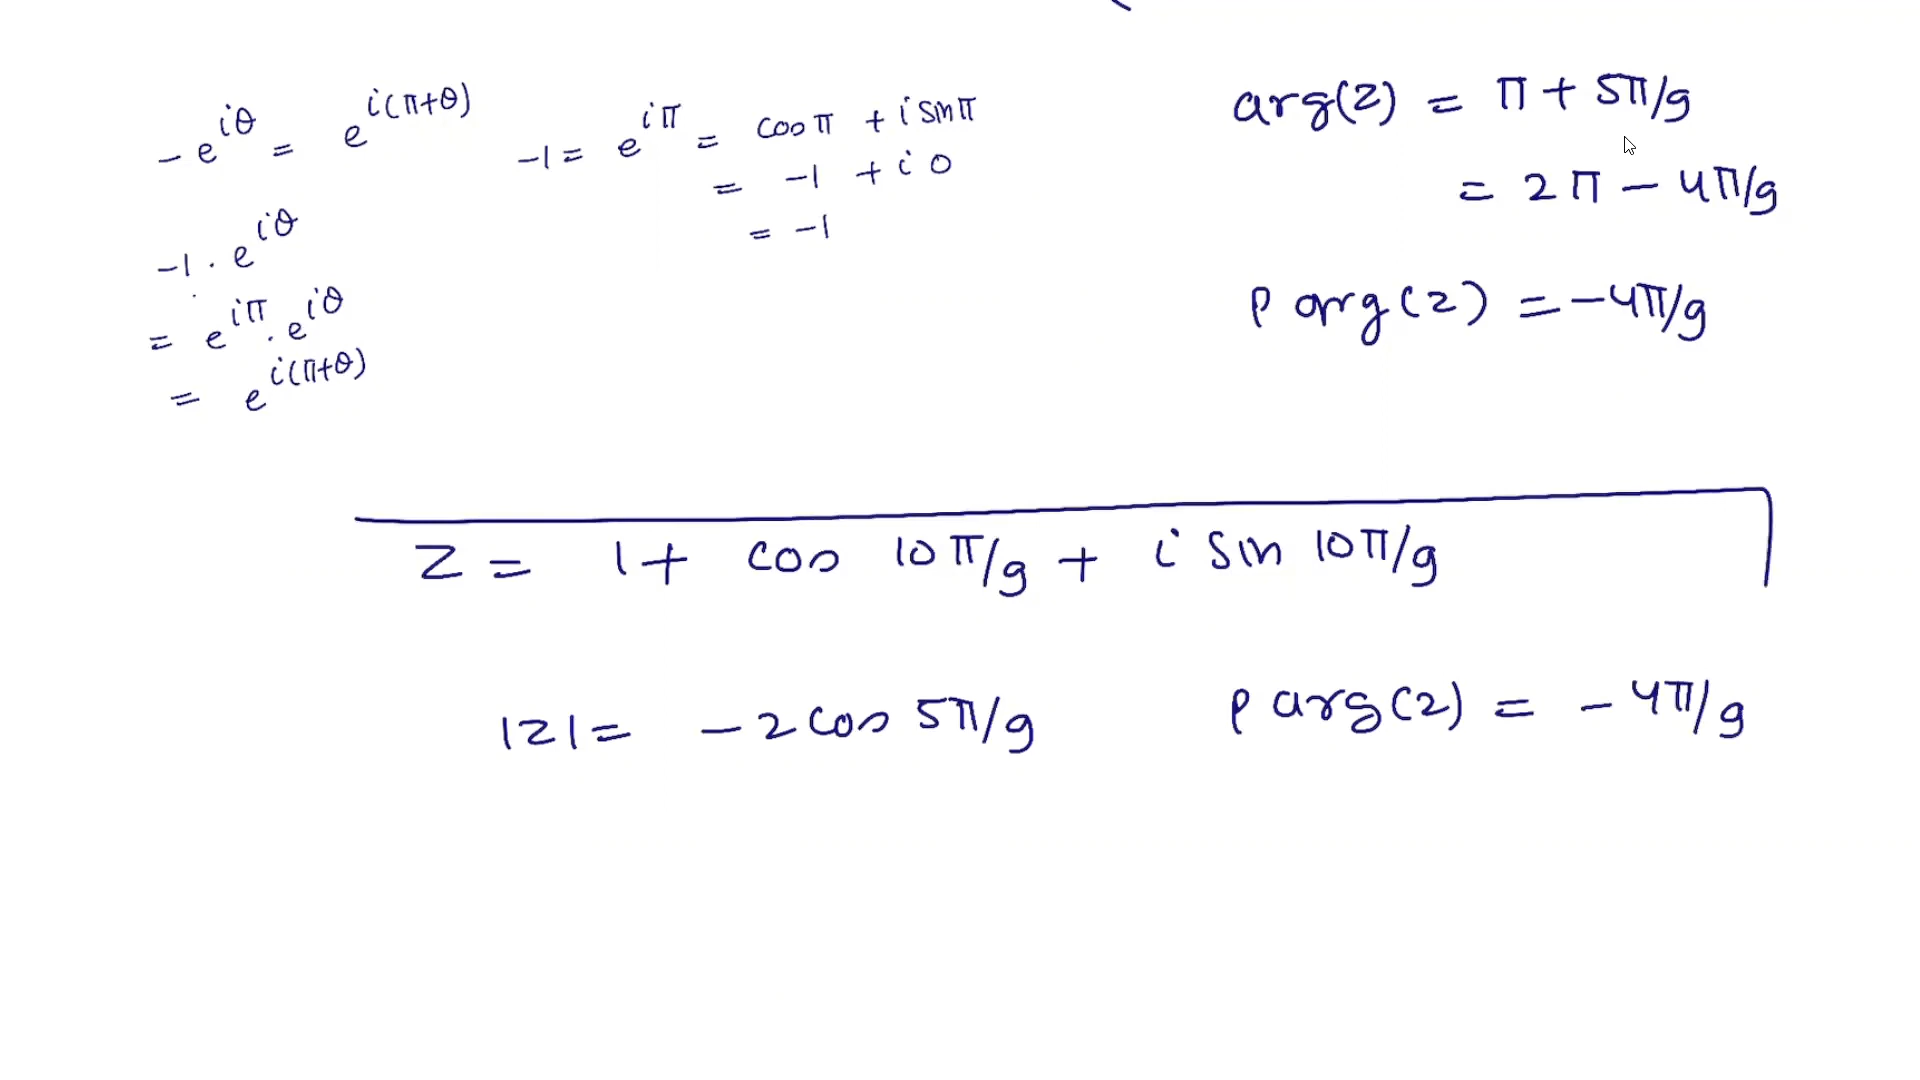 -e^{iθ} = e^{i(π+θ)}
-1 = e^{iπ} = cos π + i sin π
= -1 + i 0
= -1
-1 . e^{iθ}
= e^{iπ} . e^{iθ}
= e^{i(π+θ)}
arg(z) = π + 5π/9
= 2π - 4π/9
P arg(z) = -4π/9
z = 1 + cos 10π/9 + i sin 10π/9
|z| = -2 cos 5π/9
P arg(z) = -4π/9